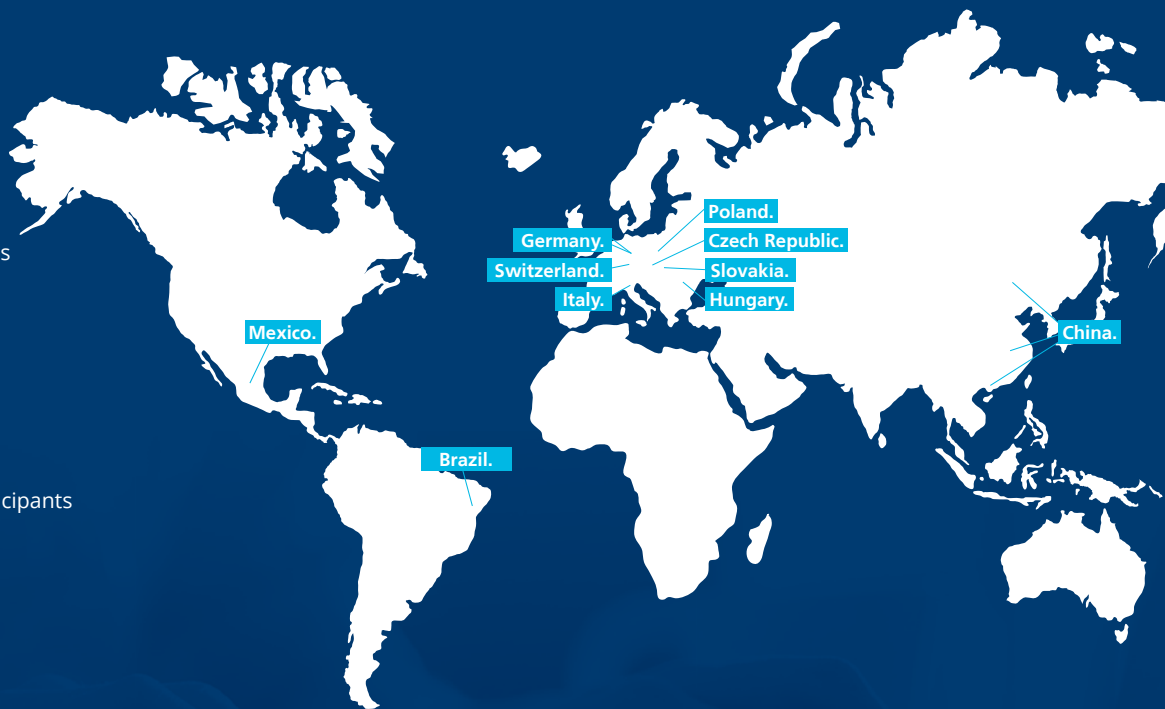 s
cipants
Poland.
Germany.
Czech Republic.
Switzerland.
Slovakia.
Italy.
Hungary.
Mexico.
China.
Brazil.